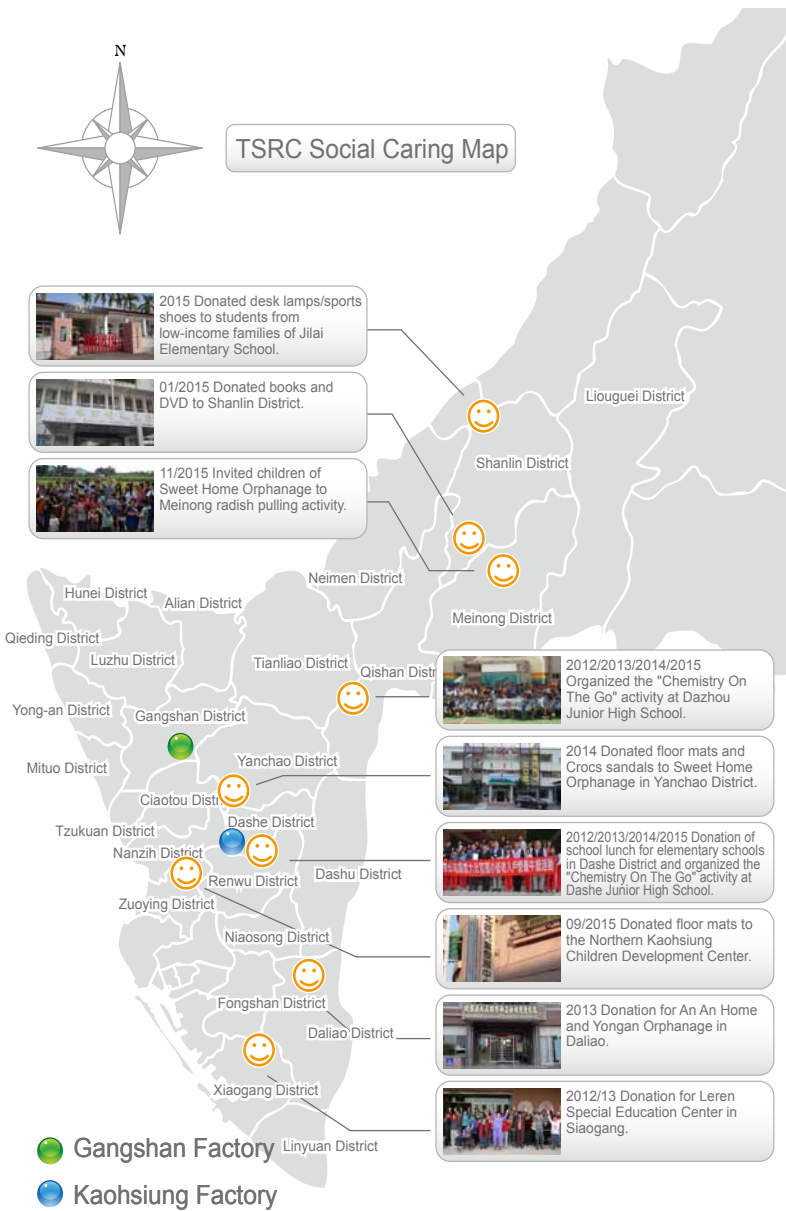 N
TSRC Social Caring Map
2015 Donated desk lamps/sports
shoes to students from
low-income families of Jilai
Elementary School.
01/2015 Donated books and
DVD to Shanlin District.
11/2015 Invited children of
Sweet Home Orphanage to
Meinong radish pulling activity.
Liouguei District
Shanlin District
Neimen District
Meinong District
Hunei District
Alian District
Qieding District
Luzhu District
Tianliao District
Qishan Distr
Yong-an District
Gangshan District
Mituo District
Yanchao District
Ciaotou Distr
Tzukuan District
Dashe District
Nanzih District
Renwu District
Dashu District
Zuoying District
Niaosong District
Fongshan District
Daliao District
Xiaogang District
Linyuan District
2012/2013/2014/2015
Organized the "Chemistry On
The Go" activity at Dazhou
Junior High School.
2014 Donated floor mats and
Crocs sandals to Sweet Home
Orphanage in Yanchao District.
2012/2013/2014/2015 Donation of
school lunch for elementary schools
in Dashe District and organized the
"Chemistry On The Go" activity at
Dashe Junior High School.
09/2015 Donated floor mats to
the Northern Kaohsiung
Children Development Center.
2013 Donation for An An Home
and Yongan Orphanage in
Daliao.
2012/13 Donation for Leren
Special Education Center in
Siaogang.
Gangshan Factory
Kaohsiung Factory